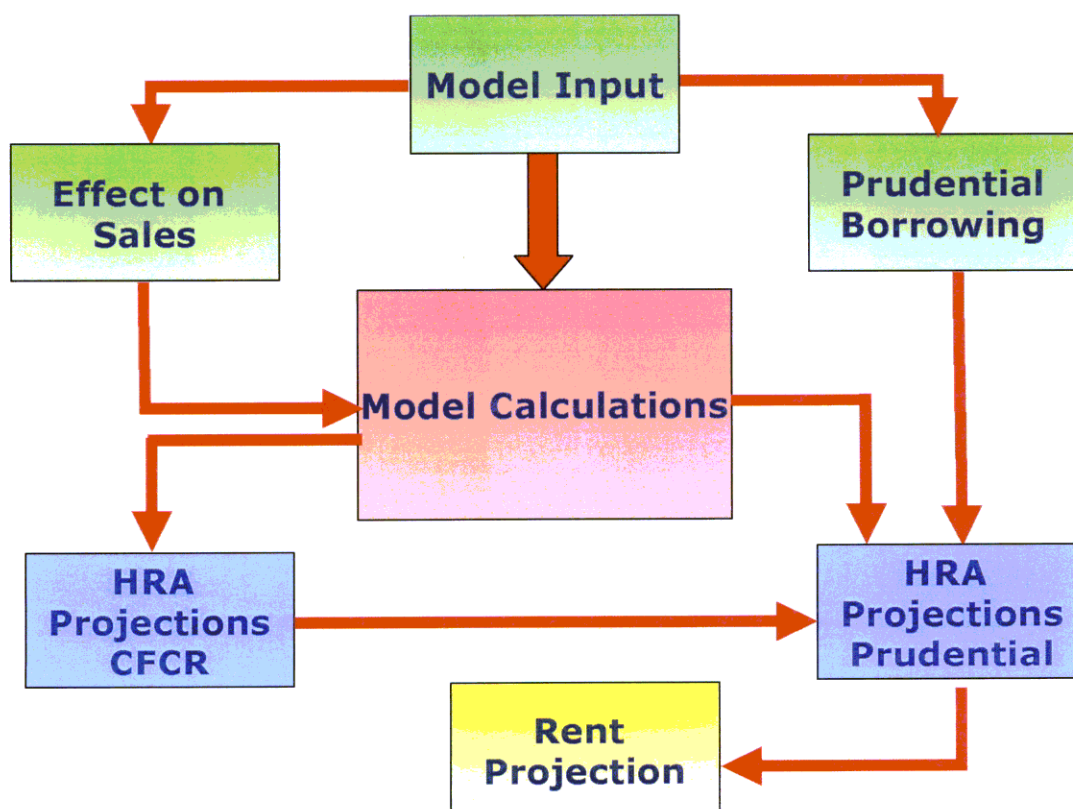 Model Input
Effect on
Sales
Prudential
Borrowing
Model Calculations
HRA
Projections
CFCR
HRA
Projections
Prudential
Rent
Projection